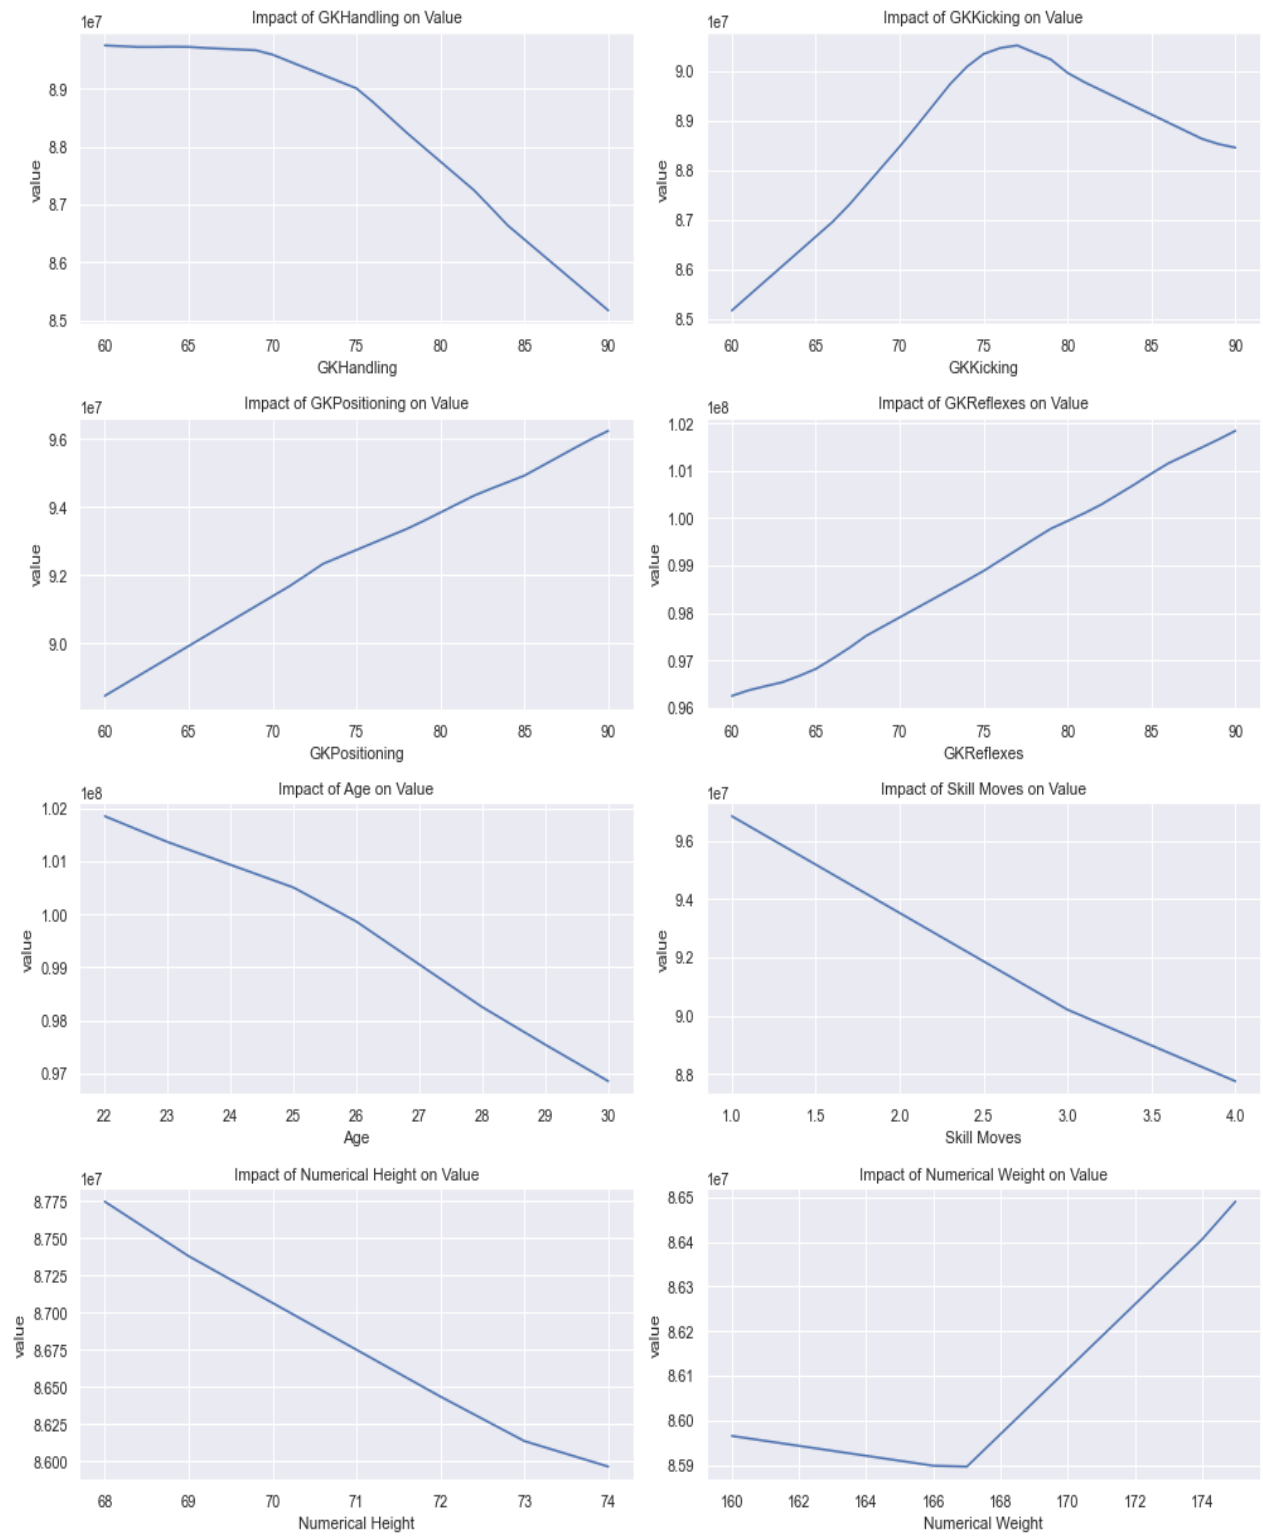 Impact of GKHandling on Value
1e7
8.9
8.8
8.7
8.6
8.5
value
60 65 70 75 80 85 90
GKHandling
Impact of GKKicking on Value
1e7
9.0
8.9
8.8
8.7
8.6
8.5
value
60 65 70 75 80 85 90
GKKicking
Impact of GKPositioning on Value
1e7
9.6
9.4
9.2
9.0
value
60 65 70 75 80 85 90
GKPositioning
Impact of GKReflexes on Value
1e8
1.02
1.01
1.00
0.99
0.98
0.97
0.96
value
60 65 70 75 80 85 90
GKReflexes
Impact of Age on Value
1e8
1.02
1.01
1.00
0.99
0.98
0.97
value
22 23 24 25 26 27 28 29 30
Age
Impact of Skill Moves on Value
1e7
9.6
9.4
9.2
9.0
8.8
value
1.0 1.5 2.0 2.5 3.0 3.5 4.0
Skill Moves
Impact of Numerical Height on Value
1e7
8.775
8.750
8.725
8.700
8.675
8.650
8.625
8.600
value
68 69 70 71 72 73 74
Numerical Height
Impact of Numerical Weight on Value
1e7
8.65
8.64
8.63
8.62
8.61
8.60
8.59
value
160 162 164 166 168 170 172 174
Numerical Weight